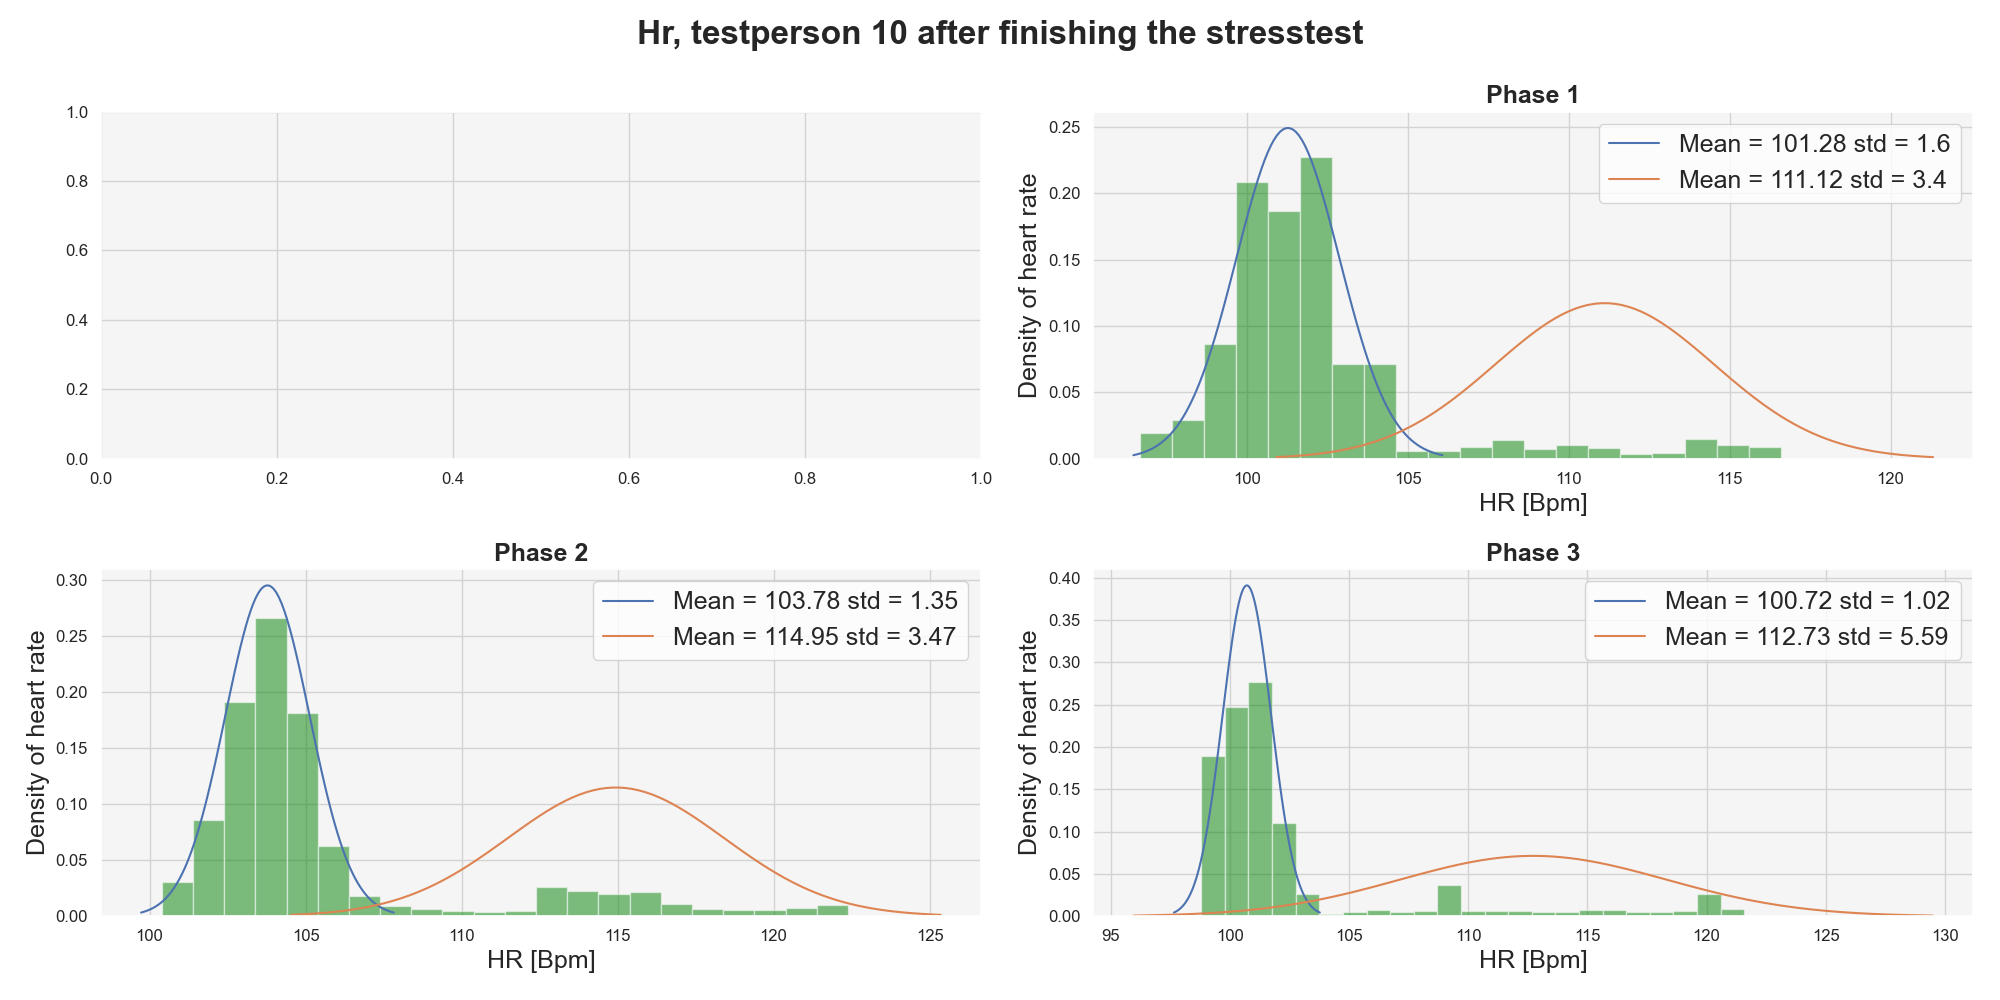 Hr, testperson 10 after finishing the stresstest
1.0
0.8
0.6
0.4
0.2
0.0
0.0 0.2 0.4 0.6 0.8 1.0
Phase 1
Density of heart rate
0.25
0.20
0.15
0.10
0.05
0.00
Mean = 101.28 std = 1.6
Mean = 111.12 std = 3.4
100 105 110 115 120
HR [Bpm]
Phase 2
Density of heart rate
0.30
0.25
0.20
0.15
0.10
0.05
0.00
Mean = 103.78 std = 1.35
Mean = 114.95 std = 3.47
100 105 110 115 120 125
HR [Bpm]
Phase 3
Density of heart rate
0.40
0.35
0.30
0.25
0.20
0.15
0.10
0.05
0.00
Mean = 100.72 std = 1.02
Mean = 112.73 std = 5.59
95 100 105 110 115 120 125 130
HR [Bpm]